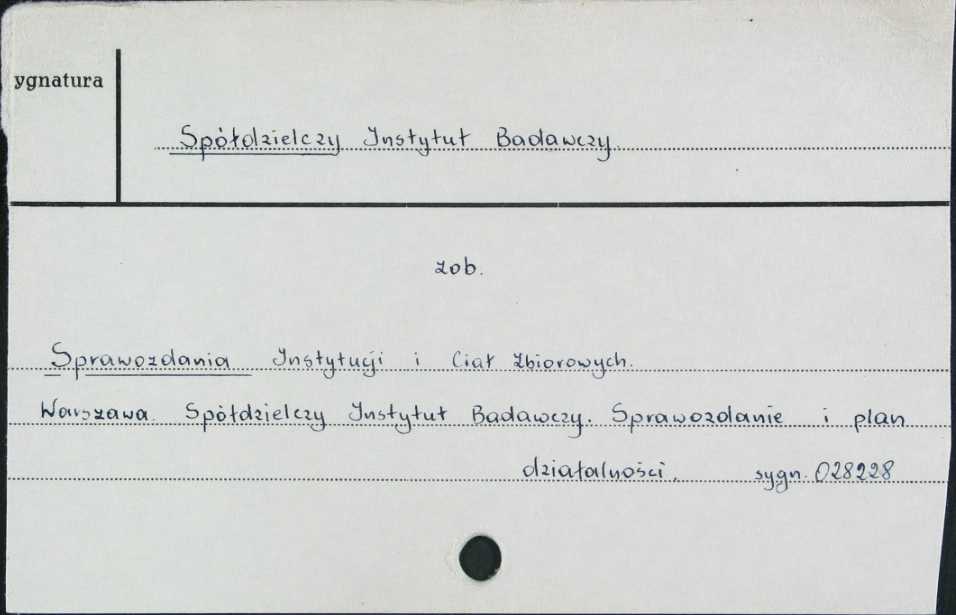 ygnatura
Spółdzielczy Instytut Badawczy.
zob.
Sprawozdania Instytucji i Ciał Zbiorowych.
Warszawa. Spółdzielczy Instytut Badawczy. Sprawozdanie i plan
działalności. sygn. 028228